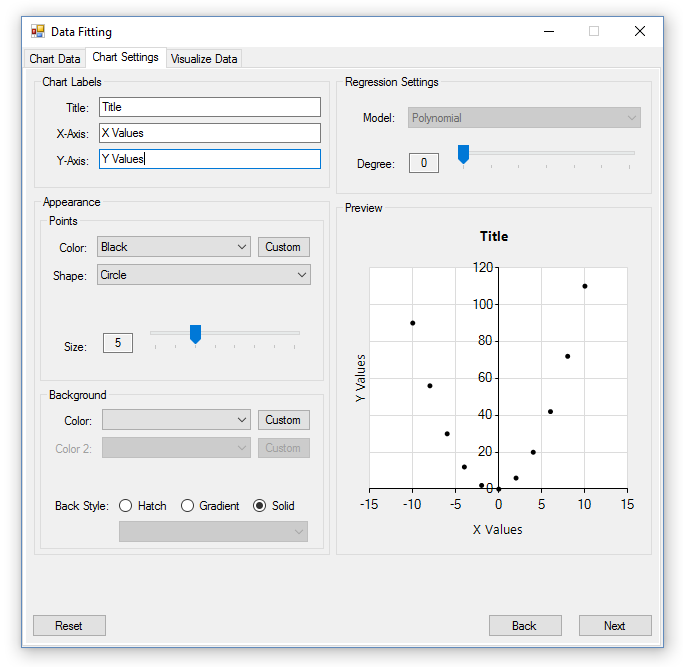 Data Fitting
Chart Data Chart Settings Visualize Data
Chart Labels
Title: Title
X-Axis: X Values
Y-Axis: Y Values
Appearance
Points
Color: Black Custom
Shape: Circle
Size: 5
Background
Color: Custom
Color 2: Custom
Back Style: Hatch Gradient Solid
Regression Settings
Model: Polynomial
Degree: 0
Preview
Title
120
100
80
60
40
20
0
Y Values
-15 -10 -5 0 5 10 15
X Values
Reset Back Next